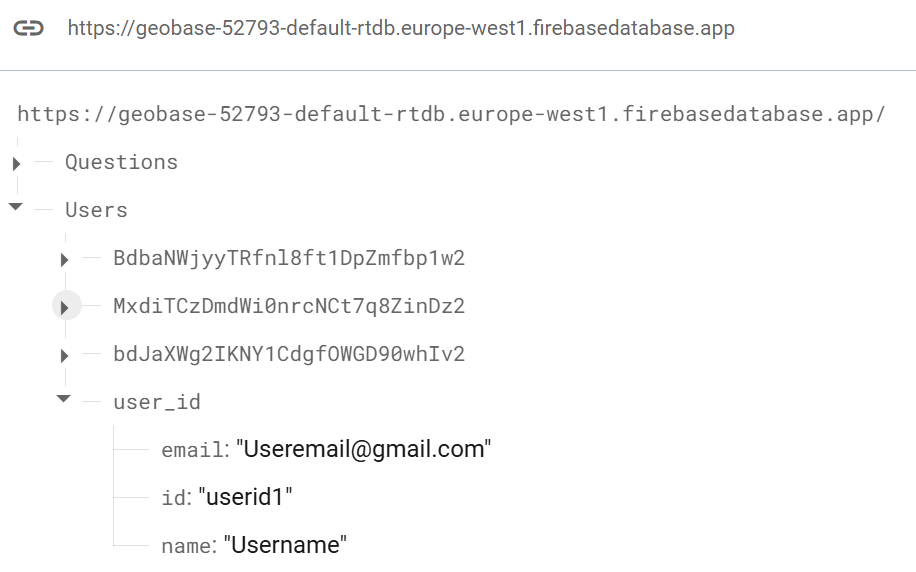 https://geobase-52793-default-rtdb.europe-west1.firebasedatabase.app
https://geobase-52793-default-rtdb.europe-west1.firebasedatabase.app/
Questions
Users
BdbaNWjyyTRfnl8ft1DpZmfbp1w2
MxdiTCzDmdWi0nrcNCt7q8ZinDz2
bdJaXWg2IKNY1CdgfOWGD90whIv2
user_id
email: "Useremail@gmail.com"
id: "userid1"
name: "Username"